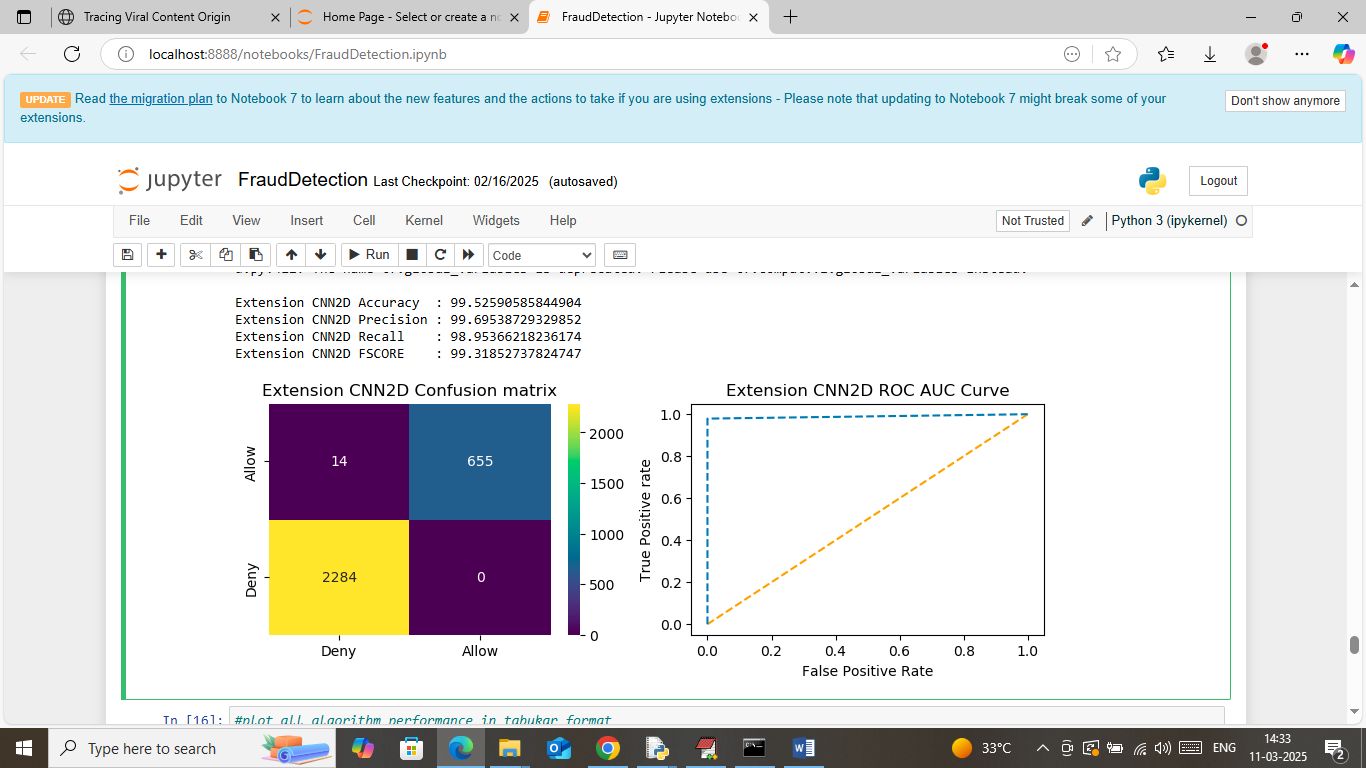 Tracing Viral Content Origin
Home Page - Select or create a no
FraudDetection - Jupyter Noteboo
localhost:8888/notebooks/FraudDetection.ipynb
UPDATE Read the migration plan to Notebook 7 to learn about the new features and the actions to take if you are using extensions - Please note that updating to Notebook 7 might break some of your
extensions.
Don't show anymore
jupyter FraudDetection Last Checkpoint: 02/16/2025 (autosaved)
Logout
File Edit View Insert Cell Kernel Widgets Help
Not Trusted Python 3 (ipykernel)
Run Code
Extension CNN2D Accuracy : 99.52590585844904
Extension CNN2D Precision : 99.69538729329852
Extension CNN2D Recall : 98.95366218236174
Extension CNN2D FSCORE : 99.31852737824747
Extension CNN2D Confusion matrix
Allow
Deny
14 655
2284 0
Deny Allow
2000
1500
1000
500
0
Extension CNN2D ROC AUC Curve
True Positive rate
1.0
0.8
0.6
0.4
0.2
0.0
0.0 0.2 0.4 0.6 0.8 1.0
False Positive Rate
In [16]: #plot all algorithm performance in tabukar format
Type here to search
33°C
ENG
14:33
11-03-2025
2